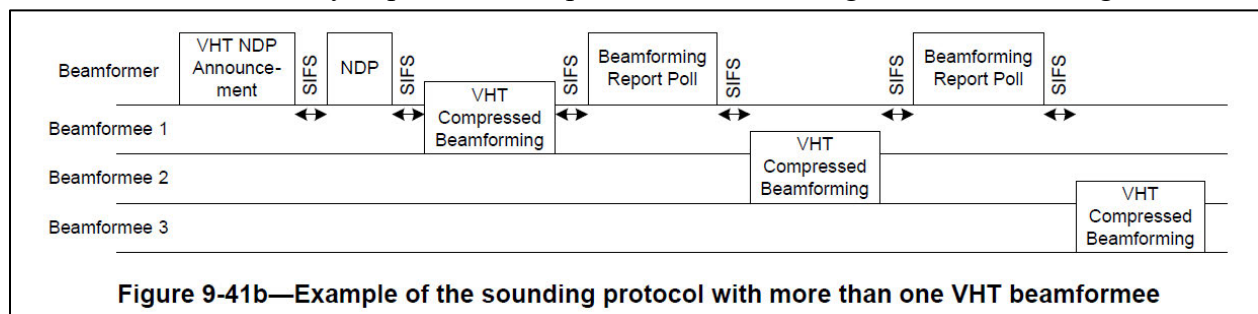 VHT NDP
Announce-
ment
SIFS
NDP
SIFS
SIFS
Beamforming
Report Poll
SIFS
SIFS
Beamforming
Report Poll
SIFS
Beamformer
VHT
Compressed
Beamforming
Beamformee 1
VHT
Compressed
Beamforming
Beamformee 2
VHT
Compressed
Beamforming
Beamformee 3
Figure 9-41b—Example of the sounding protocol with more than one VHT beamformee